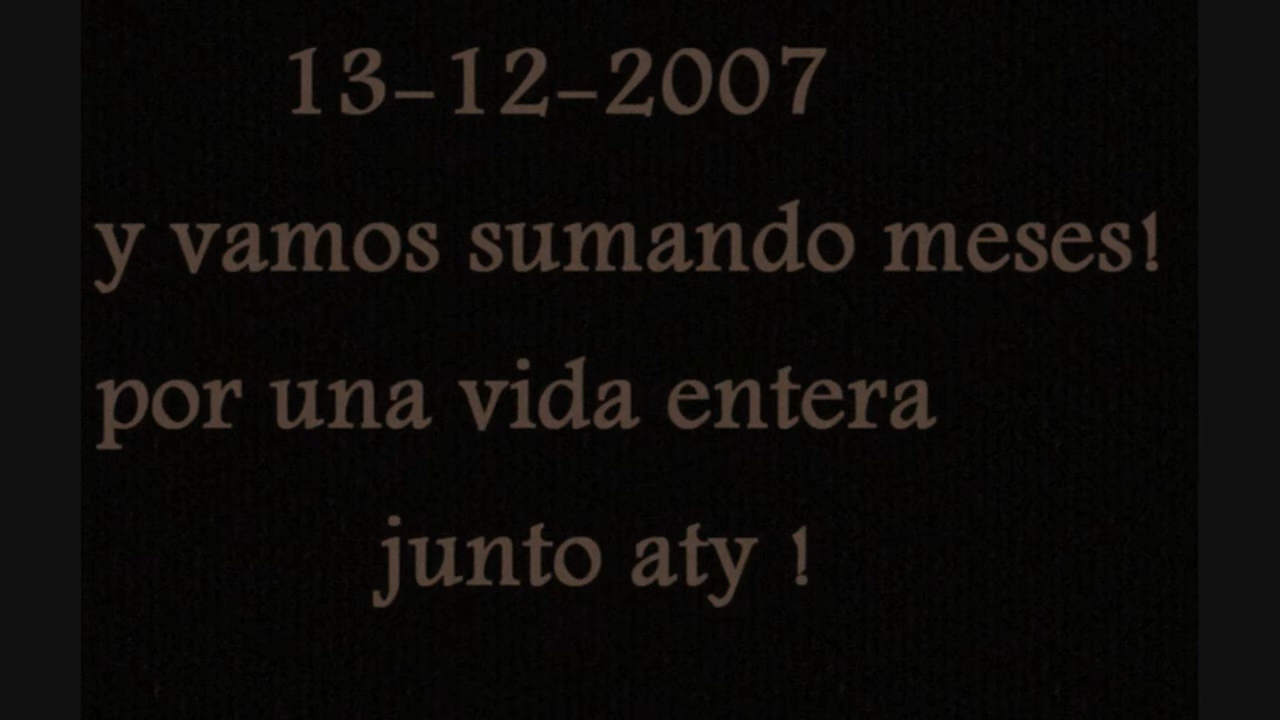 13-12-2007
y vamos sumando meses!
por una vida entera
junto aty !